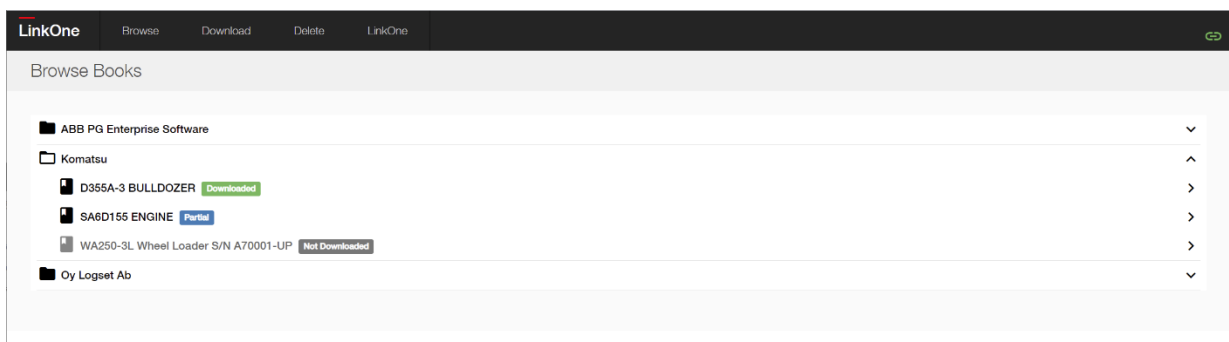 LinkOne Browse Download Delete LinkOne
Browse Books
ABB PG Enterprise Software
Komatsu
D355A-3 BULLDOZER Downloaded
SA6D155 ENGINE Partial
WA250-3L Wheel Loader S/N A70001-UP Not Downloaded
Oy Logset Ab